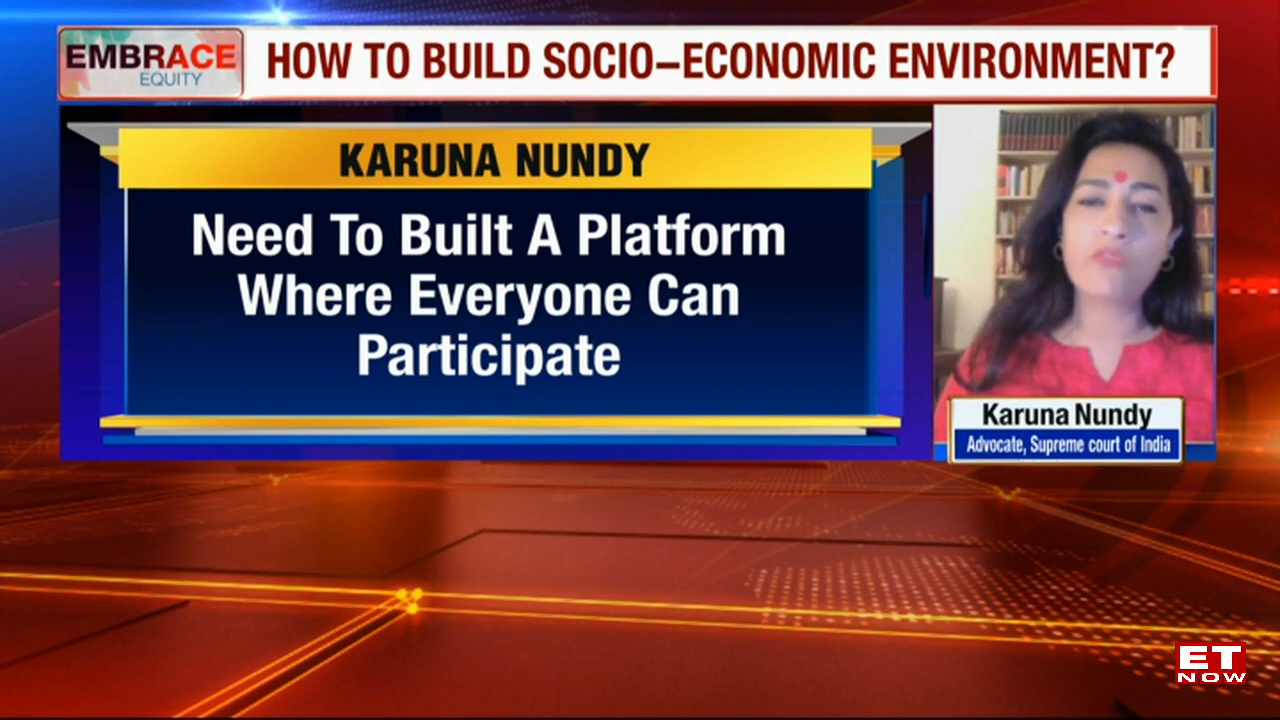 EMBRACE
EQUITY
HOW TO BUILD SOCIO–ECONOMIC ENVIRONMENT?
KARUNA NUNDY
Need To Built A Platform
Where Everyone Can
Participate
Karuna Nundy
Advocate, Supreme court of India
ET
NOW